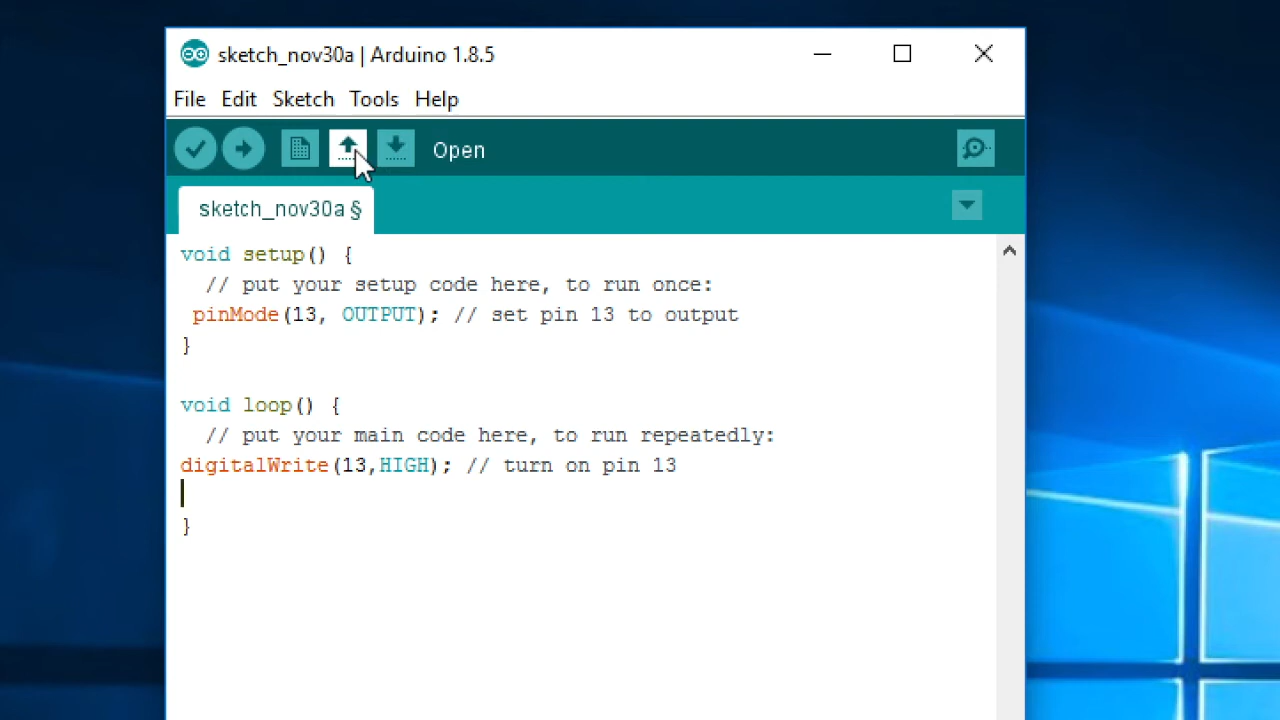 sketch_nov30a | Arduino 1.8.5
File Edit Sketch Tools Help
Open
sketch_nov30a §
void setup() {
  // put your setup code here, to run once:
 pinMode(13, OUTPUT); // set pin 13 to output
}
void loop() {
  // put your main code here, to run repeatedly:
digitalWrite(13,HIGH); // turn on pin 13
}